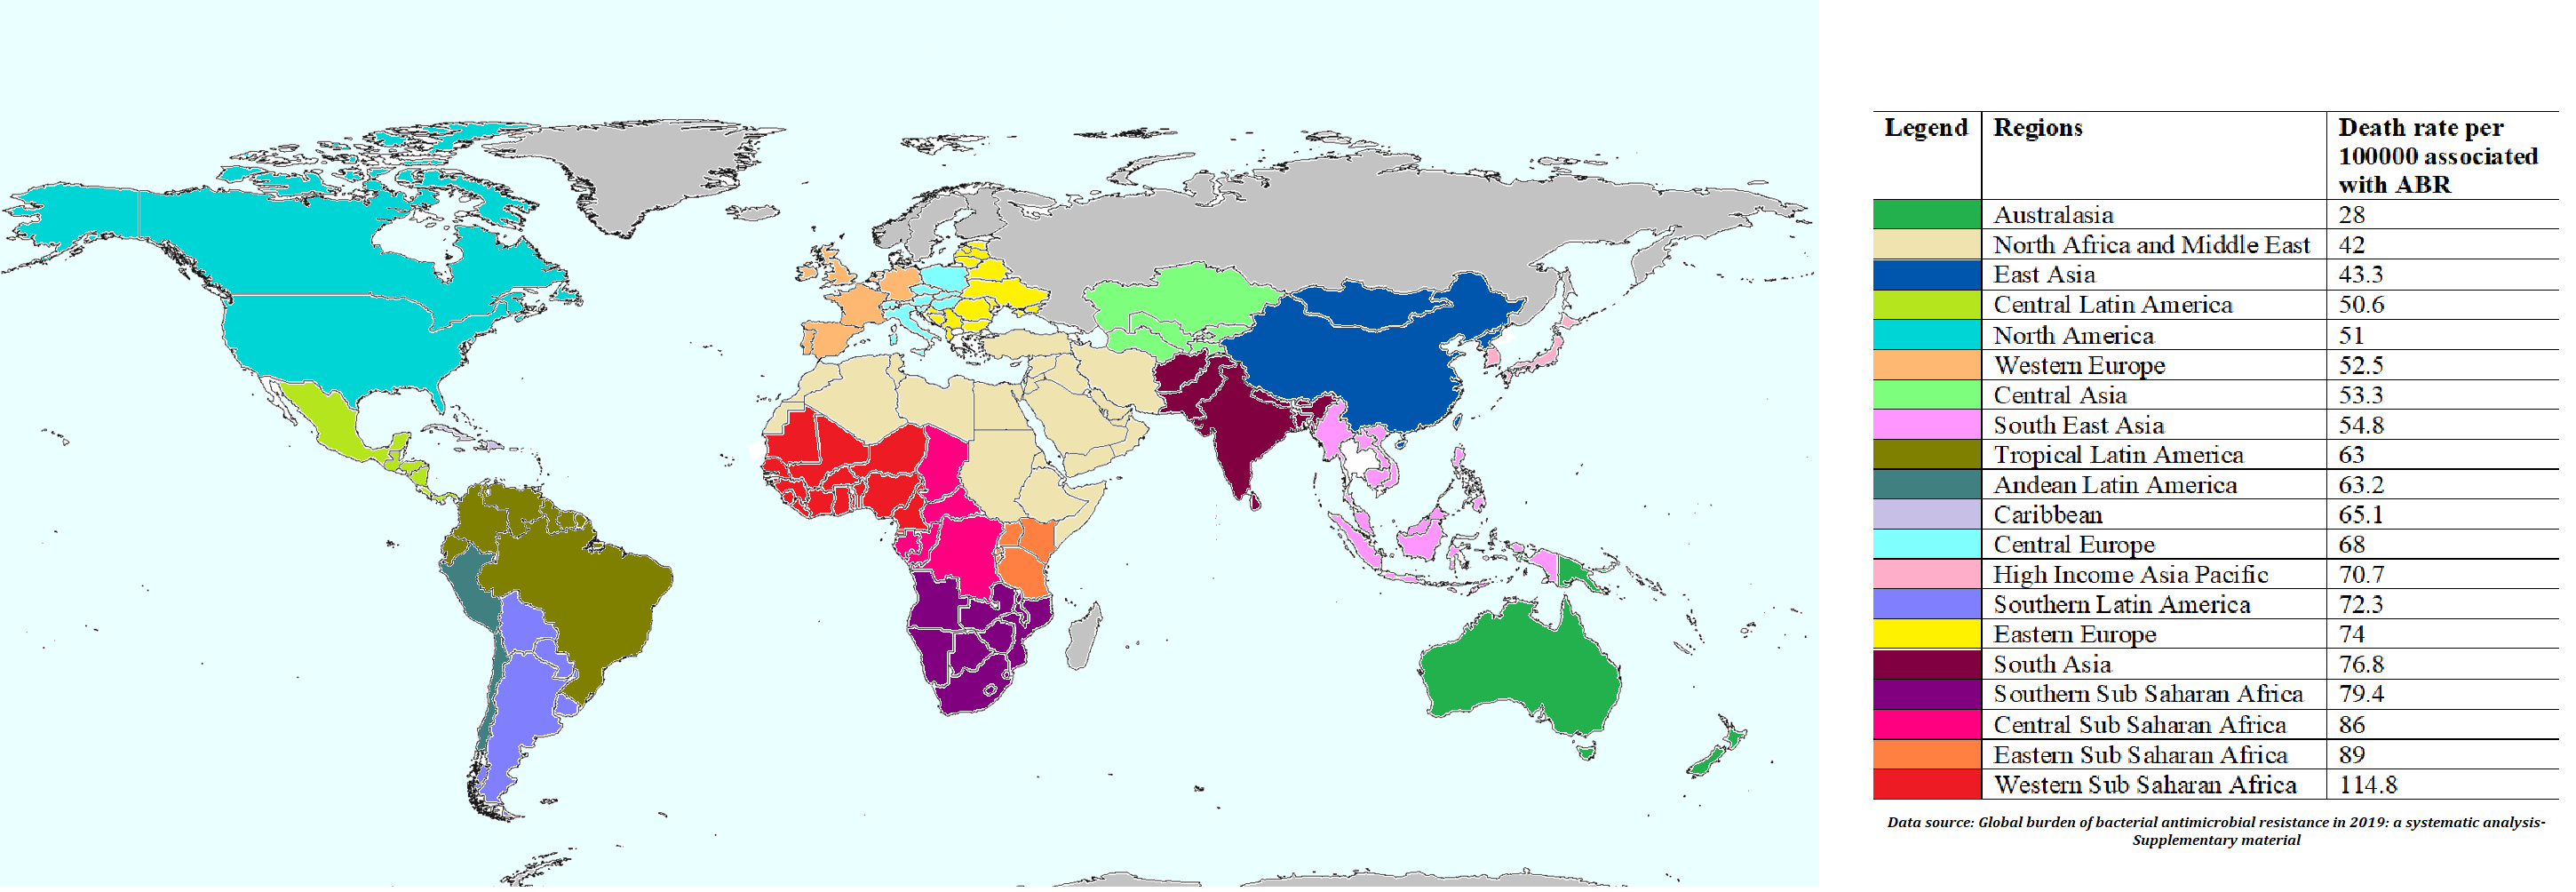 Legend Regions Death rate per
100000 associated
with ABR
Australasia 28
North Africa and Middle East 42
East Asia 43.3
Central Latin America 50.6
North America 51
Western Europe 52.5
Central Asia 53.3
South East Asia 54.8
Tropical Latin America 63
Andean Latin America 63.2
Caribbean 65.1
Central Europe 68
High Income Asia Pacific 70.7
Southern Latin America 72.3
Eastern Europe 74
South Asia 76.8
Southern Sub Saharan Africa 79.4
Central Sub Saharan Africa 86
Eastern Sub Saharan Africa 89
Western Sub Saharan Africa 114.8
Data source: Global burden of bacterial antimicrobial resistance in 2019: a systematic analysis-
Supplementary material